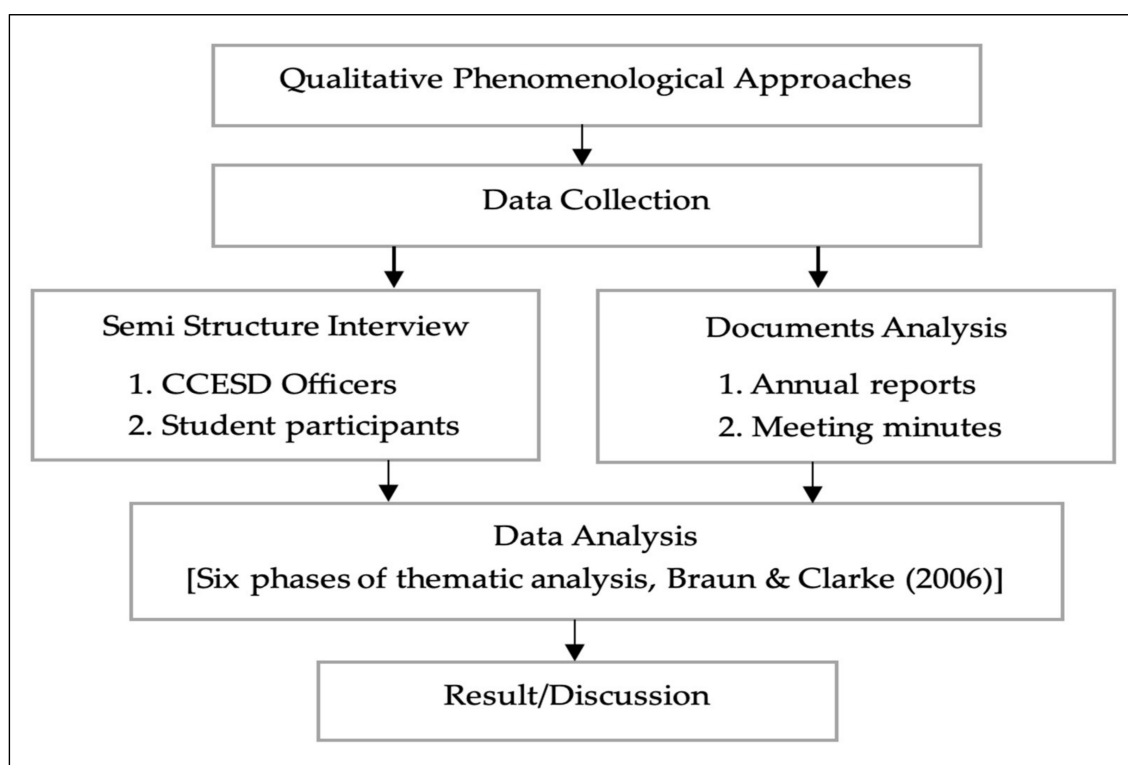 Qualitative Phenomenological Approaches
Data Collection
Semi Structure Interview
1. CCESD Officers
2. Student participants
Documents Analysis
1. Annual reports
2. Meeting minutes
Data Analysis
[Six phases of thematic analysis, Braun & Clarke (2006)]
Result/Discussion